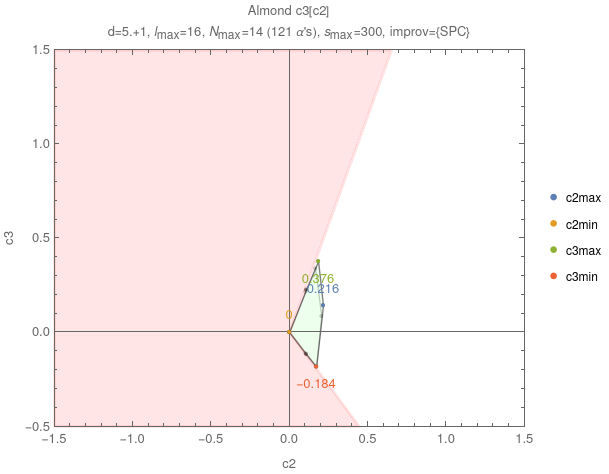 Almond c3[c2]
d=5.+1, lmax=16, Nmax=14 (121 α's), smax=300, improv={SPC}
1.5
1.0
0.5
0.0
−0.5
−1.5 −1.0 −0.5 0.0 0.5 1.0 1.5
c3
c2
0.376
0.216
0
−0.184
c2max
c2min
c3max
c3min